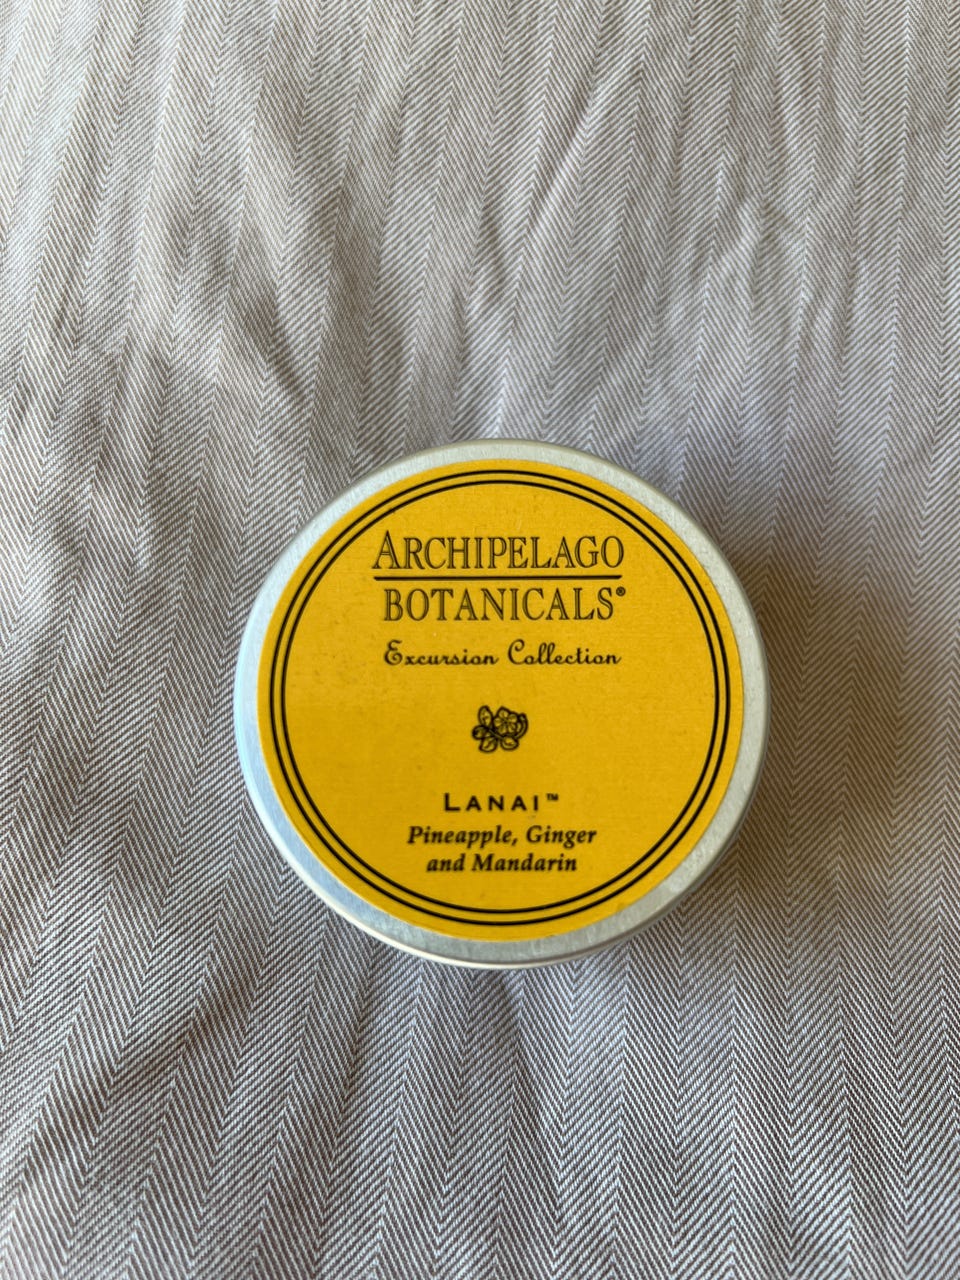 ARCHIPELAGO
BOTANICALS®
Excursion Collection
LANAI™
Pineapple, Ginger
and Mandarin